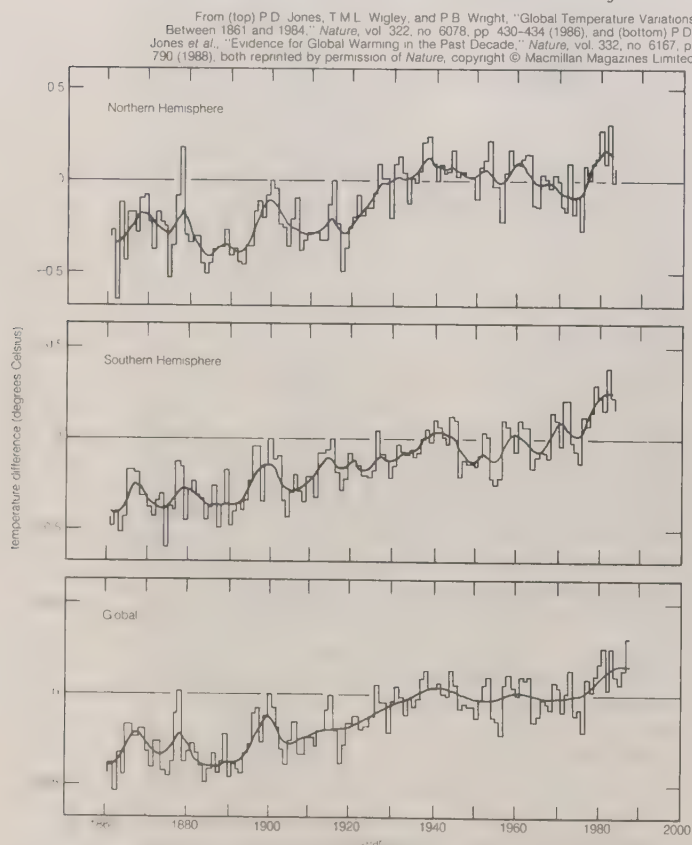 From (top) P D Jones, T M L Wigley, and P B Wright, "Global Temperature Variations
Between 1861 and 1984," Nature, vol 322, no 6078, pp 430–434 (1986), and (bottom) P D
Jones et al., "Evidence for Global Warming in the Past Decade," Nature, vol. 332, no 6167, p
790 (1988), both reprinted by permission of Nature, copyright © Macmillan Magazines Limited
0 5
Northern Hemisphere
−0 5
temperature difference (degrees Celsius)
Southern Hemisphere
Global
0
1880
1900
1920
1940
1960
1980
2000